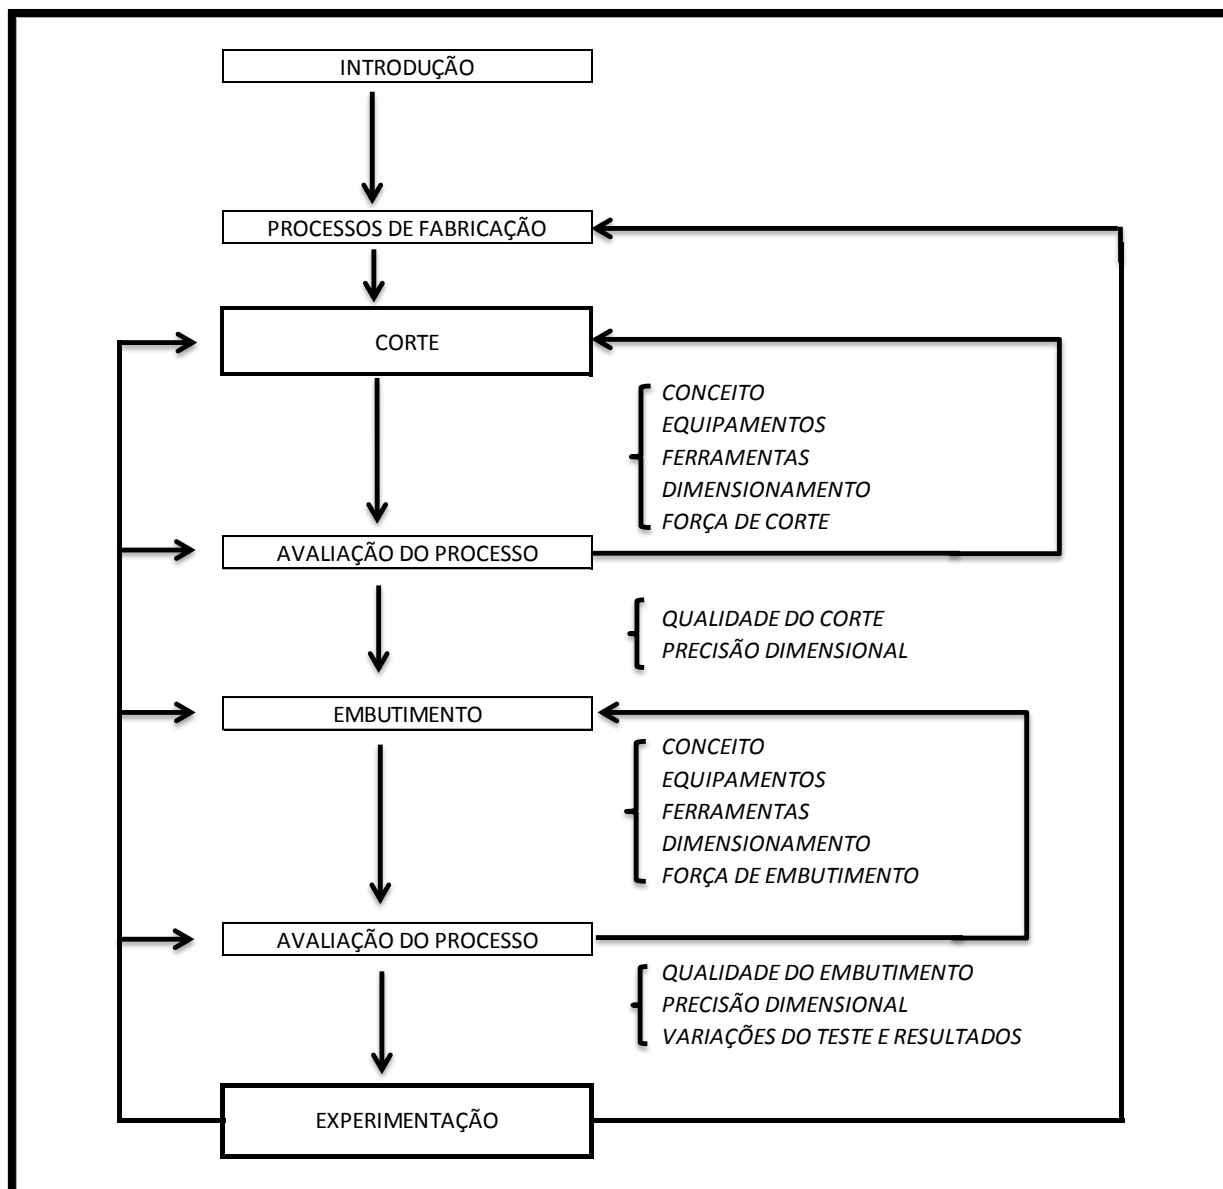 INTRODUÇÃO
PROCESSOS DE FABRICAÇÃO
CORTE
CONCEITO
EQUIPAMENTOS
FERRAMENTAS
DIMENSIONAMENTO
FORÇA DE CORTE
AVALIAÇÃO DO PROCESSO
QUALIDADE DO CORTE
PRECISÃO DIMENSIONAL
EMBUTIMENTO
CONCEITO
EQUIPAMENTOS
FERRAMENTAS
DIMENSIONAMENTO
FORÇA DE EMBUTIMENTO
AVALIAÇÃO DO PROCESSO
QUALIDADE DO EMBUTIMENTO
PRECISÃO DIMENSIONAL
VARIAÇÕES DO TESTE E RESULTADOS
EXPERIMENTAÇÃO